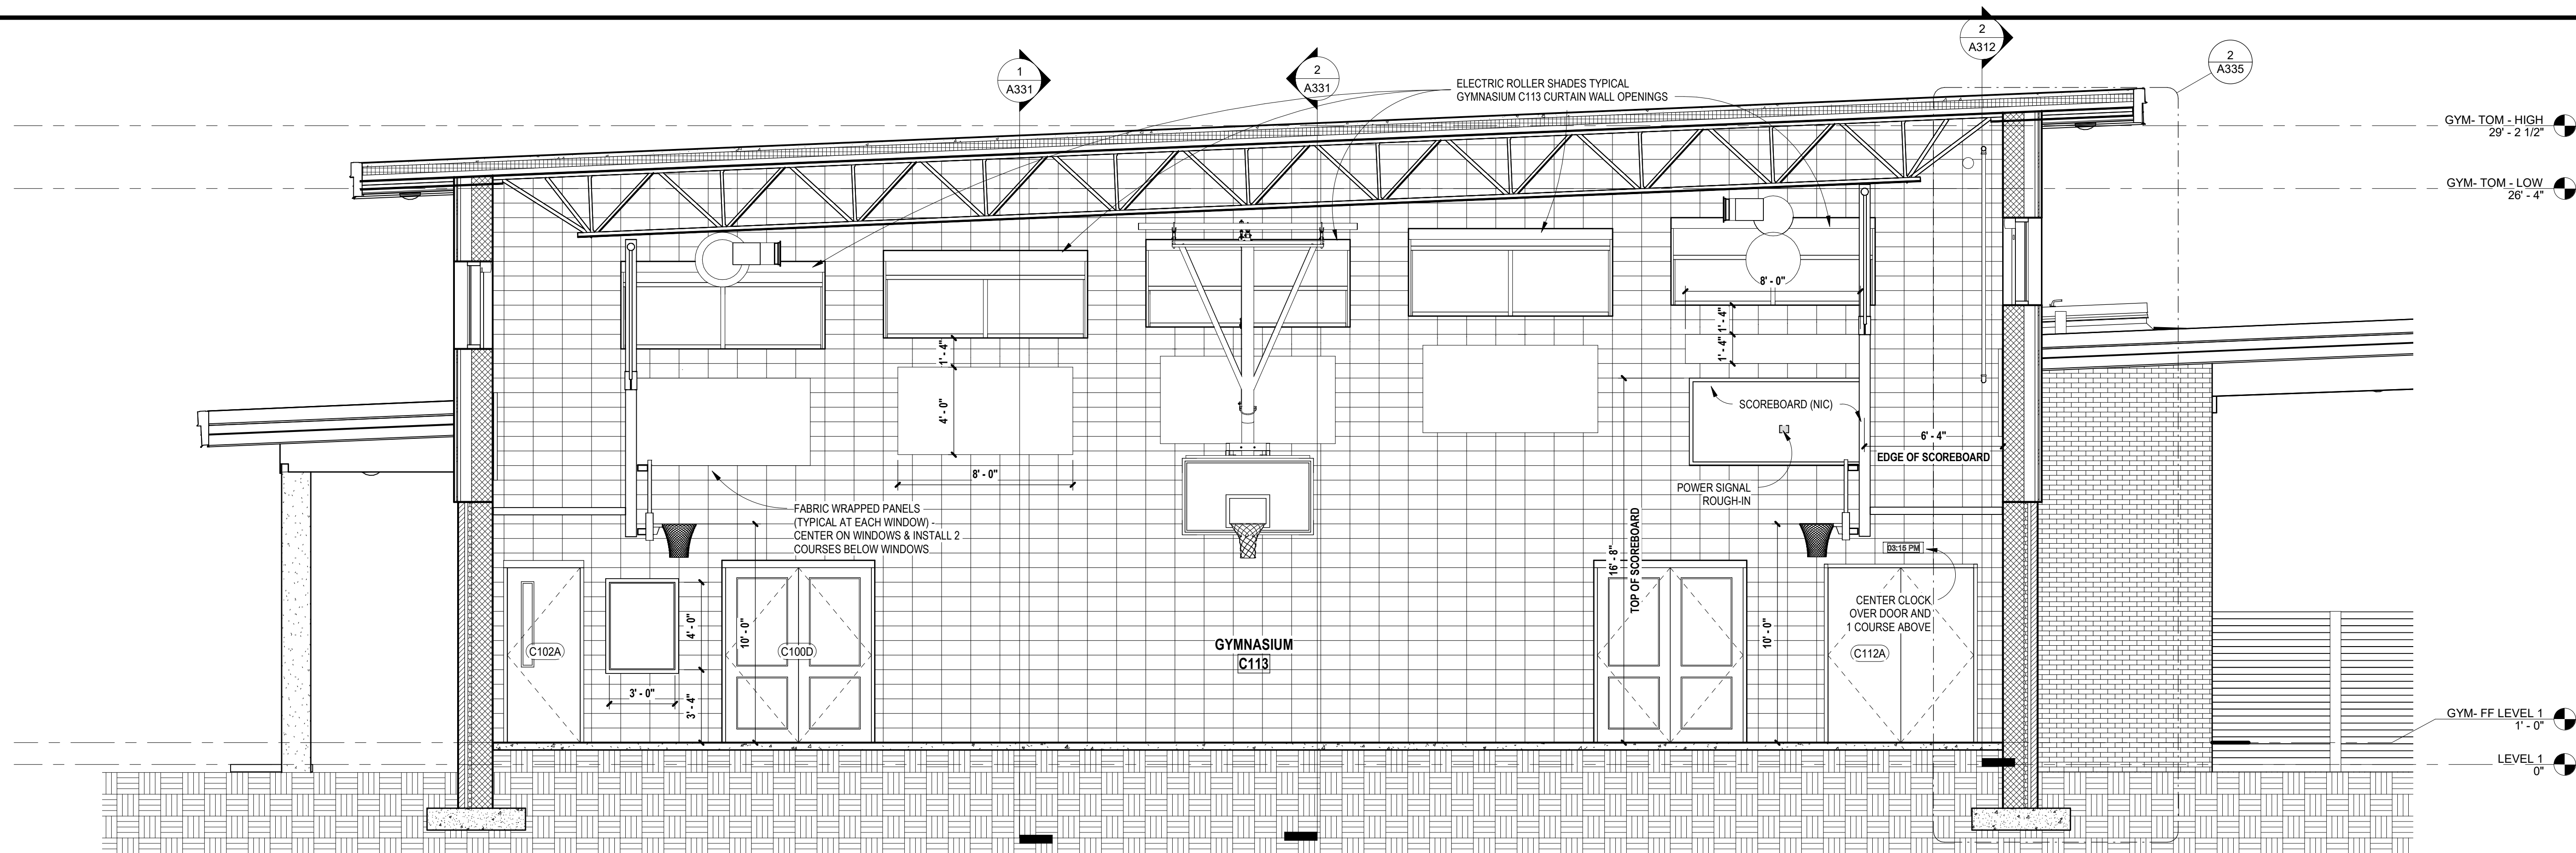 2
A312
1
A331
2
A331
2
A335
ELECTRIC ROLLER SHADES TYPICAL
GYMNASIUM C113 CURTAIN WALL OPENINGS
GYM- TOM - HIGH
29' - 2 1/2"
GYM- TOM - LOW
26' - 4"
8' - 0"
1' - 4"
1' - 4"
1' - 4"
4' - 0"
8' - 0"
SCOREBOARD (NIC)
6' - 4"
EDGE OF SCOREBOARD
POWER SIGNAL
ROUGH-IN
FABRIC WRAPPED PANELS
(TYPICAL AT EACH WINDOW) -
CENTER ON WINDOWS & INSTALL 2
COURSES BELOW WINDOWS
16' - 8"
TOP OF SCOREBOARD
03:15 PM
CENTER CLOCK
OVER DOOR AND
1 COURSE ABOVE
4' - 0"
10' - 0"
10' - 0"
C102A
C100D
GYMNASIUM
C113
C112A
3' - 0"
3' - 4"
GYM- FF LEVEL 1
1' - 0"
LEVEL 1
0"